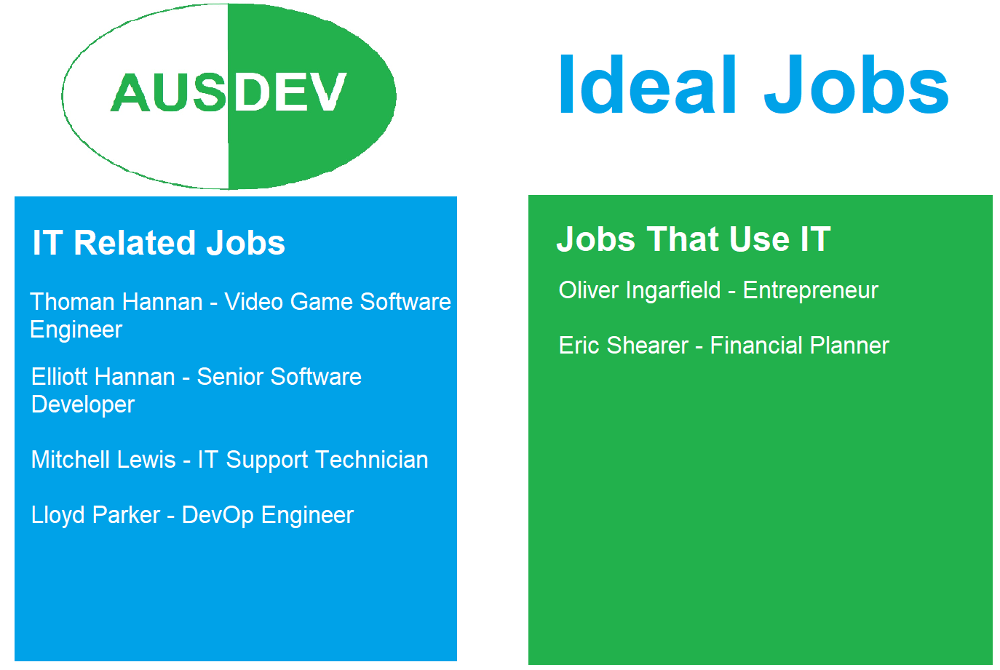 AUSDEV
Ideal Jobs
IT Related Jobs
Thoman Hannan - Video Game Software
Engineer
Elliott Hannan - Senior Software
Developer
Mitchell Lewis - IT Support Technician
Lloyd Parker - DevOp Engineer
Jobs That Use IT
Oliver Ingarfield - Entrepreneur
Eric Shearer - Financial Planner